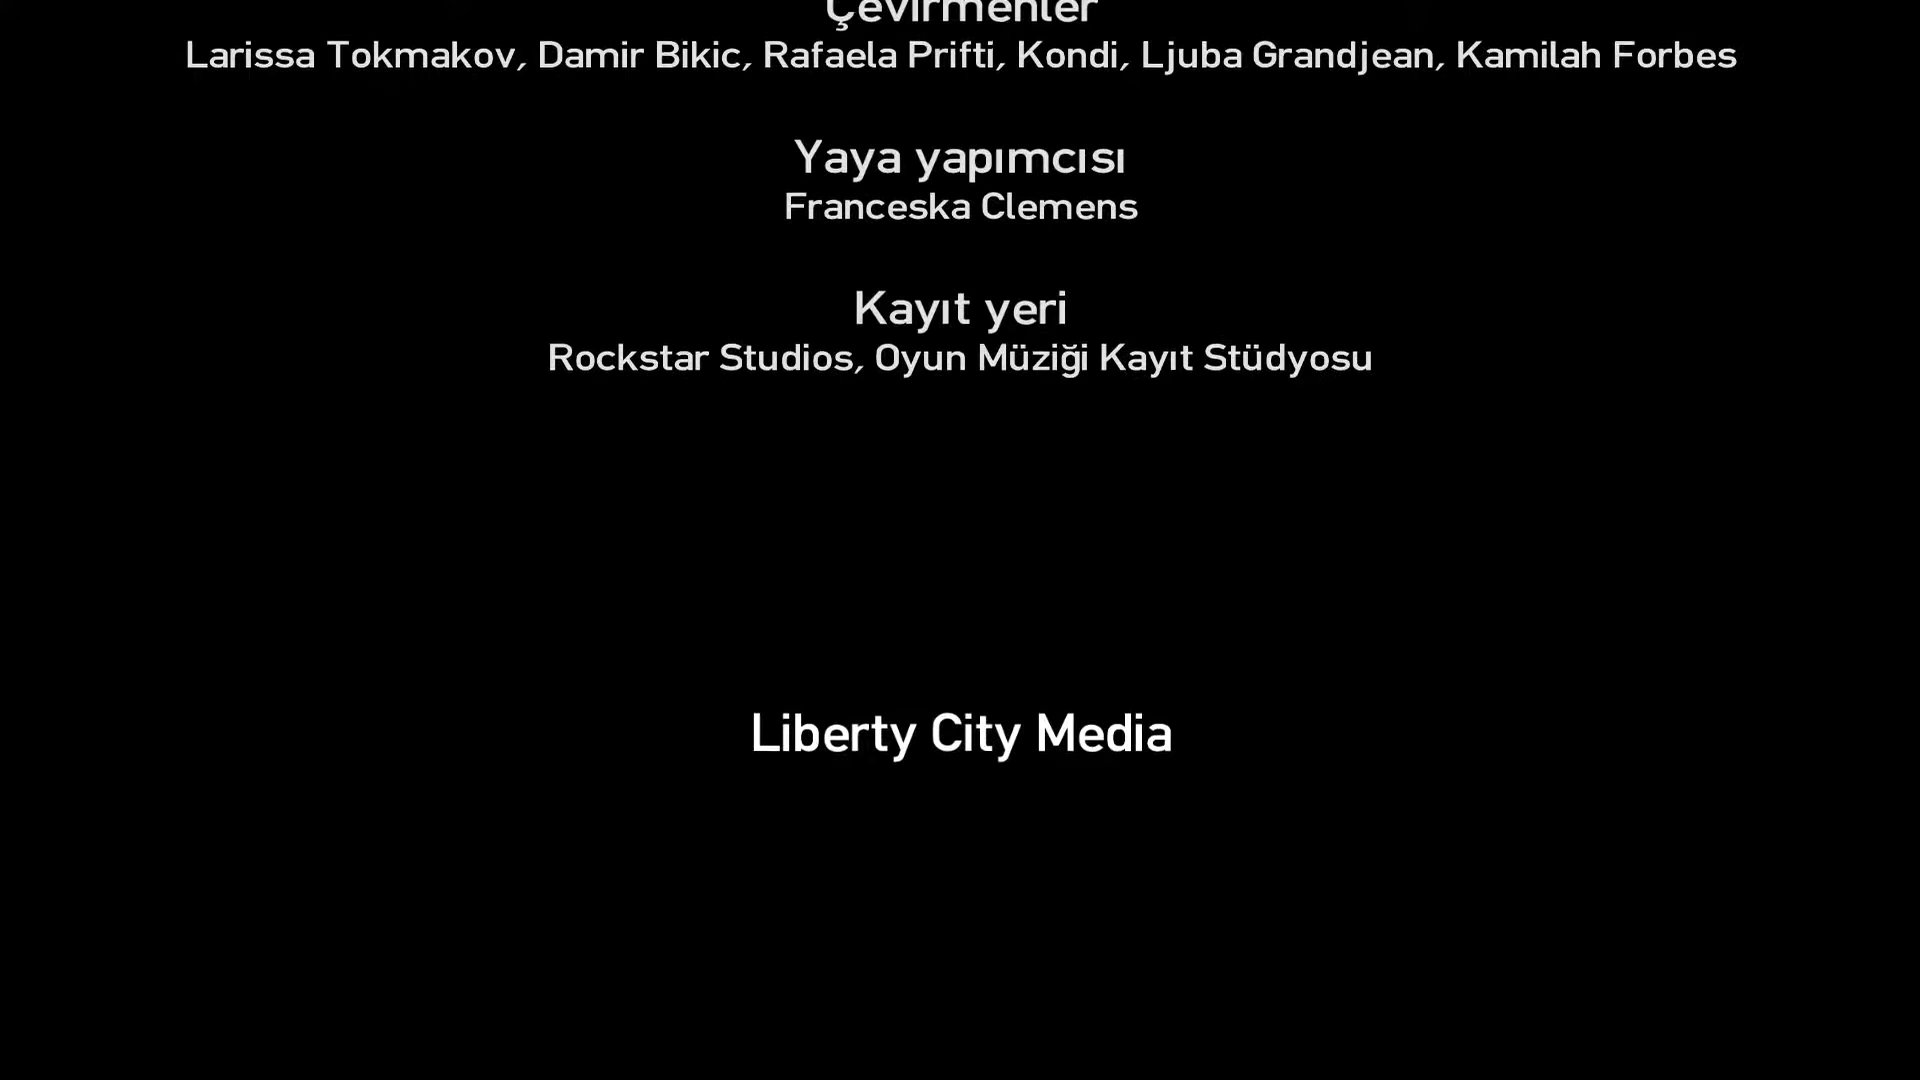 Çevirmenler
Larissa Tokmakov, Damir Bikic, Rafaela Prifti, Kondi, Ljuba Grandjean, Kamilah Forbes
Yaya yapımcısı
Franceska Clemens
Kayıt yeri
Rockstar Studios, Oyun Müziği Kayıt Stüdyosu
Liberty City Media